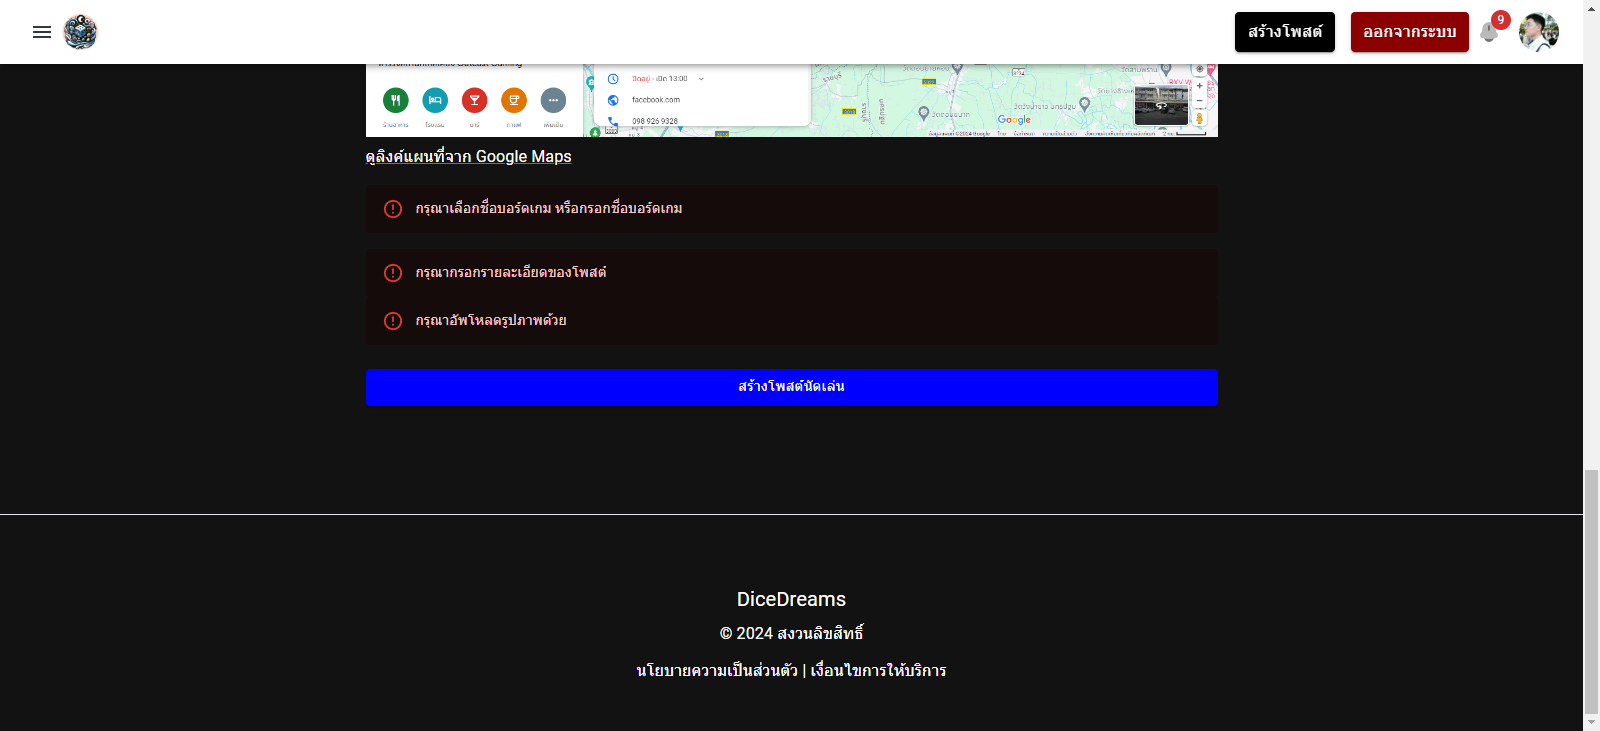 สร้างโพสต์
ออกจากระบบ
9
ปิดอยู่ - เปิด 13:00
facebook.com
098 926 9328
ร้านอาหาร
โรงแรม
บาร์
กาแฟ
เพิ่มเติม
Google
ดูลิงค์แผนที่จาก Google Maps
กรุณาเลือกชื่อบอร์ดเกม หรือกรอกชื่อบอร์ดเกม
กรุณากรอกรายละเอียดของโพสต์
กรุณาอัพโหลดรูปภาพด้วย
สร้างโพสต์นัดเล่น
DiceDreams
© 2024 สงวนลิขสิทธิ์
นโยบายความเป็นส่วนตัว | เงื่อนไขการให้บริการ